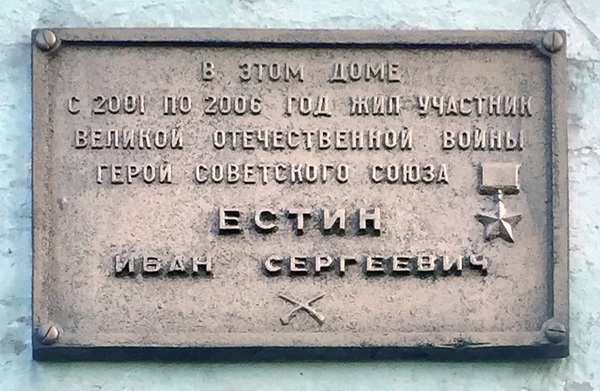 В ЭТОМ ДОМЕ
С 2001 ПО 2006 ГОД ЖИЛ УЧАСТНИК
ВЕЛИКОЙ ОТЕЧЕСТВЕННОЙ ВОЙНЫ
ГЕРОЙ СОВЕТСКОГО СОЮЗА
ЕСТИН
ИВАН СЕРГЕЕВИЧ